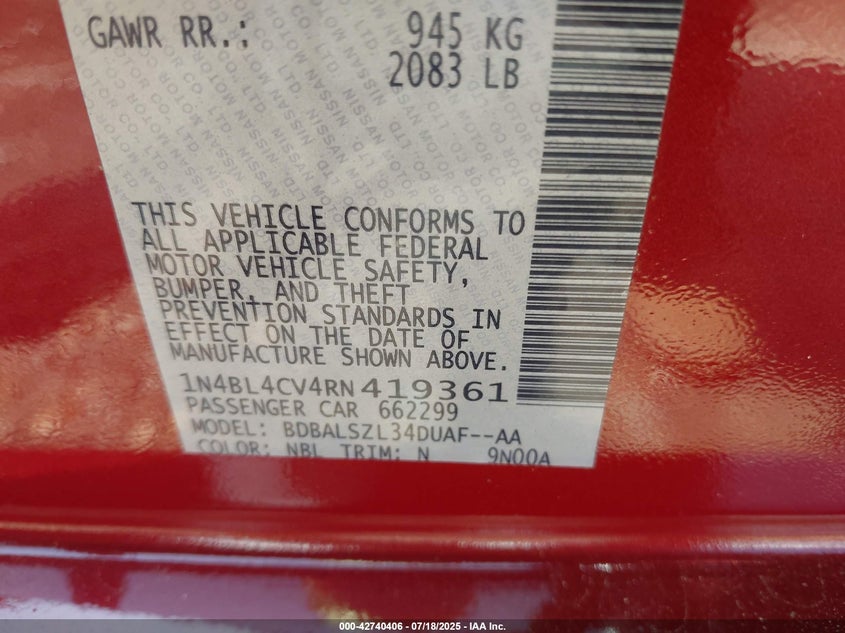 GAWR RR.: 945 KG
2083 LB
THIS VEHICLE CONFORMS TO
ALL APPLICABLE FEDERAL
MOTOR VEHICLE SAFETY,
BUMPER, AND THEFT
PREVENTION STANDARDS IN
EFFECT ON THE DATE OF
MANUFACTURE SHOWN ABOVE.
1N4BL4CV4RN419361
PASSENGER CAR 662299
MODEL: BDBALSZL34DUAF--AA
COLOR: NBL TRIM: N 9N00A
000-42740406 - 07/18/2025 - IAA Inc.